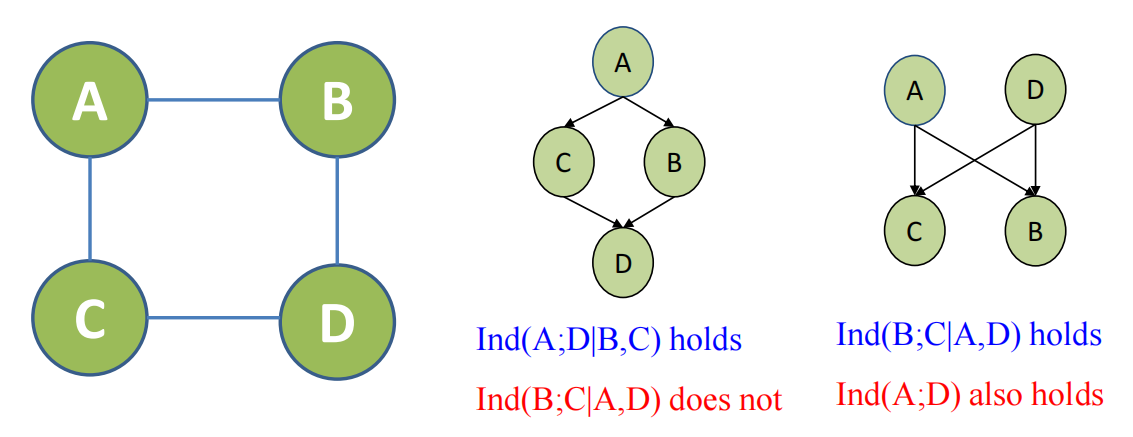 A
B
C
D
A
C
B
D
Ind(A;D|B,C) holds
Ind(B;C|A,D) does not
A
D
C
B
Ind(B;C|A,D) holds
Ind(A;D) also holds